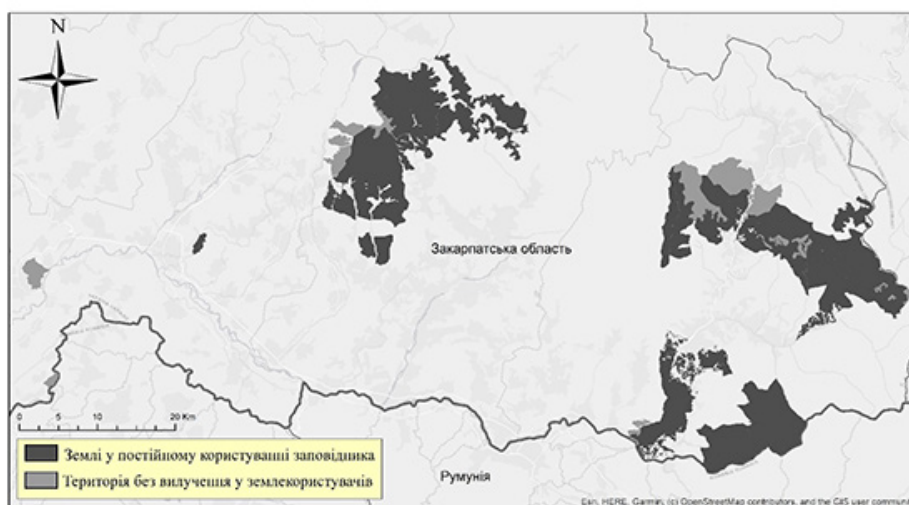 N
Закарпатська область
0 5 10 20 Km
Землі у постійному користуванні заповідника
Територія без вилучення у землекористувачів
Румунія
Esri, HERE, Garmin, (c) OpenStreetMap contributors, and the GIS user communit